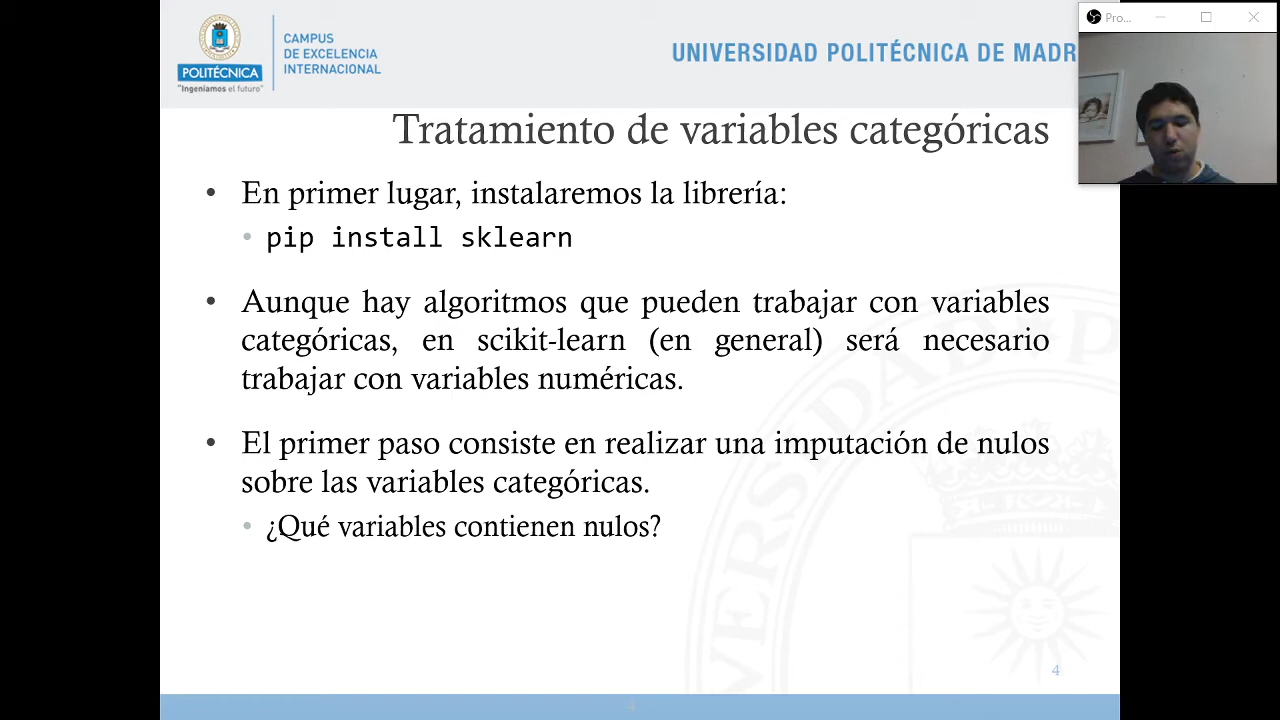 CAMPUS
DE EXCELENCIA
INTERNACIONAL
POLITÉCNICA
"Ingeniamos el futuro"
UNIVERSIDAD POLITÉCNICA DE MADR
Pro...
Tratamiento de variables categóricas
• En primer lugar, instalaremos la librería:
• pip install sklearn
• Aunque hay algoritmos que pueden trabajar con variables
categóricas, en scikit-learn (en general) será necesario
trabajar con variables numéricas.
• El primer paso consiste en realizar una imputación de nulos
sobre las variables categóricas.
• ¿Qué variables contienen nulos?
4
4